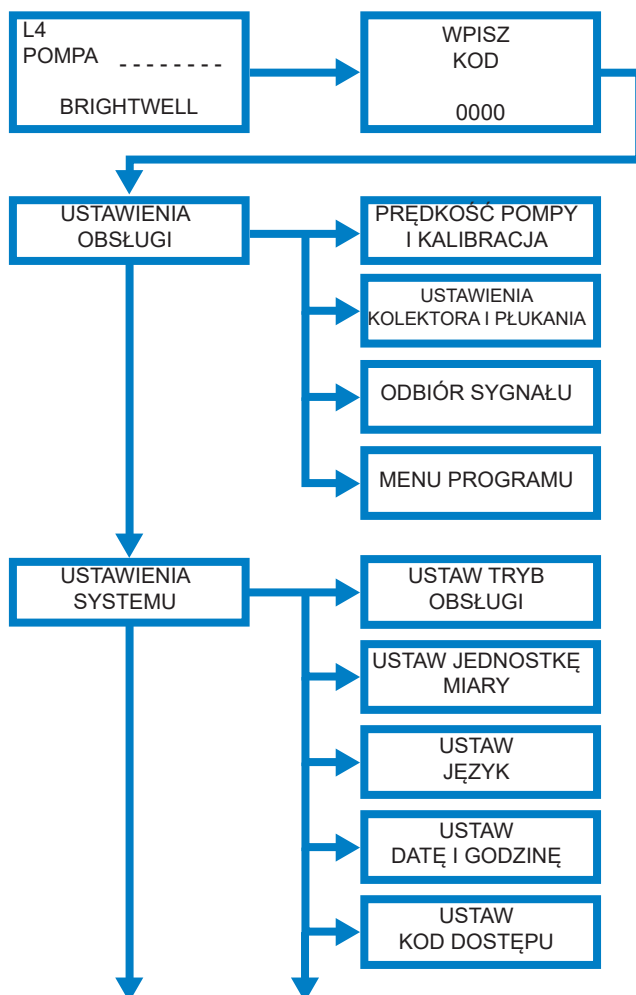 L4
POMPA _ _ _ _ _ _ _ _
BRIGHTWELL
WPISZ
KOD
0000
USTAWIENIA
OBSŁUGI
PRĘDKOŚĆ POMPY
I KALIBRACJA
USTAWIENIA
KOLEKTORA I PŁUKANIA
ODBIÓR SYGNAŁU
MENU PROGRAMU
USTAWIENIA
SYSTEMU
USTAW TRYB
OBSŁUGI
USTAW JEDNOSTKĘ
MIARY
USTAW
JĘZYK
USTAW
DATĘ I GODZINĘ
USTAW
KOD DOSTĘPU